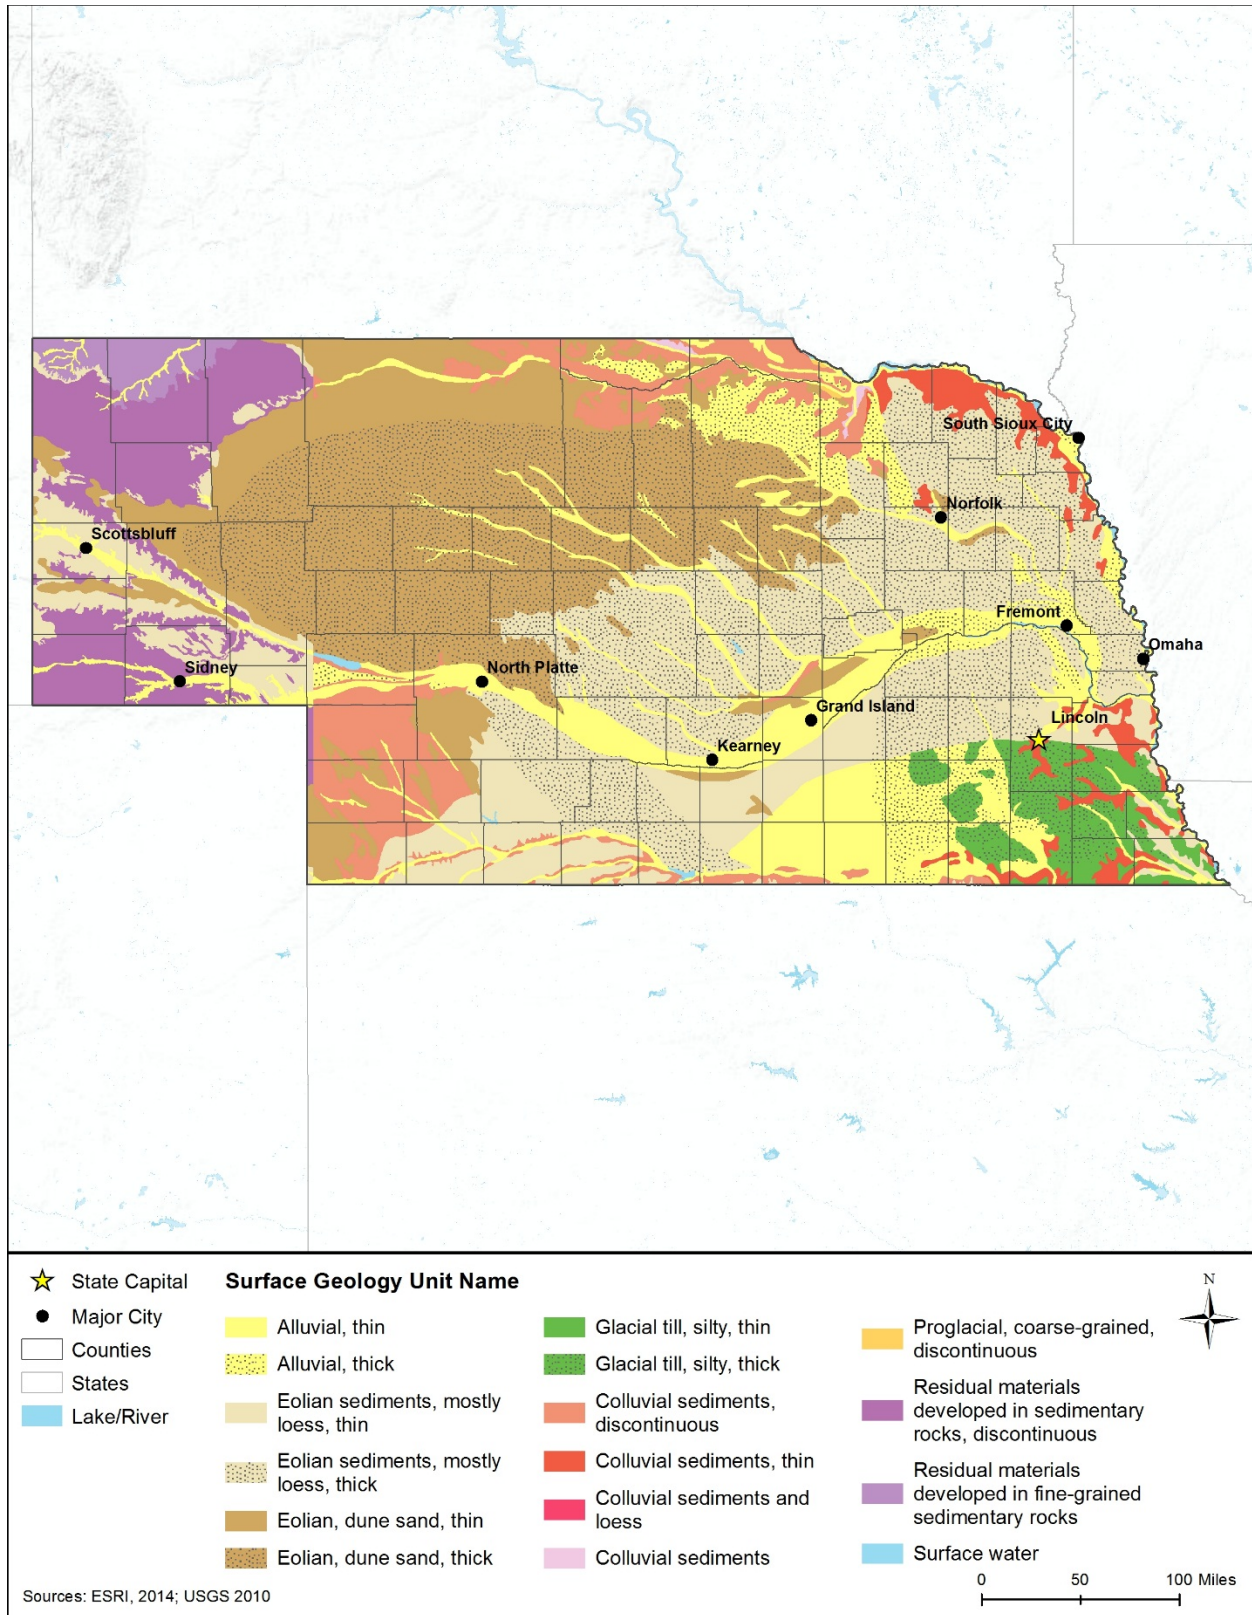 South Sioux City
Norfolk
Scottsbluff
Fremont
Omaha
Sidney
North Platte
Grand Island
Lincoln
Kearney
State Capital
Major City
Counties
States
Lake/River
Surface Geology Unit Name
Alluvial, thin
Alluvial, thick
Eolian sediments, mostly
loess, thin
Eolian sediments, mostly
loess, thick
Eolian, dune sand, thin
Eolian, dune sand, thick
Glacial till, silty, thin
Glacial till, silty, thick
Colluvial sediments,
discontinuous
Colluvial sediments, thin
Colluvial sediments and
loess
Colluvial sediments
Proglacial, coarse-grained,
discontinuous
Residual materials
developed in sedimentary
rocks, discontinuous
Residual materials
developed in fine-grained
sedimentary rocks
Surface water
N
0 50 100 Miles
Sources: ESRI, 2014; USGS 2010